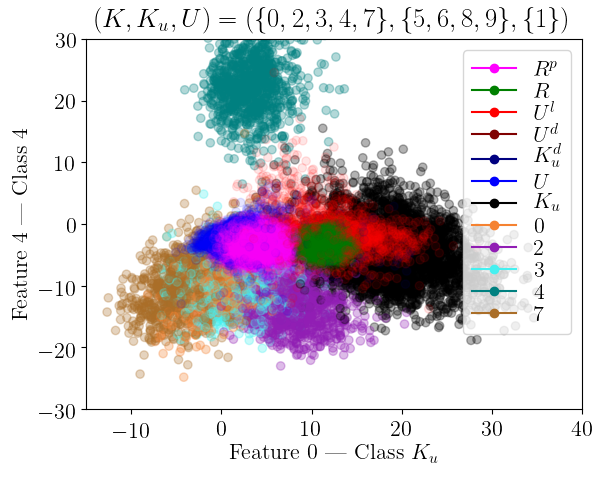 (K, K_u, U) = ({0, 2, 3, 4, 7}, {5, 6, 8, 9}, {1})
30
20
10
0
−10
−20
−30
Feature 4 — Class 4
R^p
R
U^l
U^d
K_u^d
U
K_u
0
2
3
4
7
−10
0
10
20
30
40
Feature 0 — Class K_u